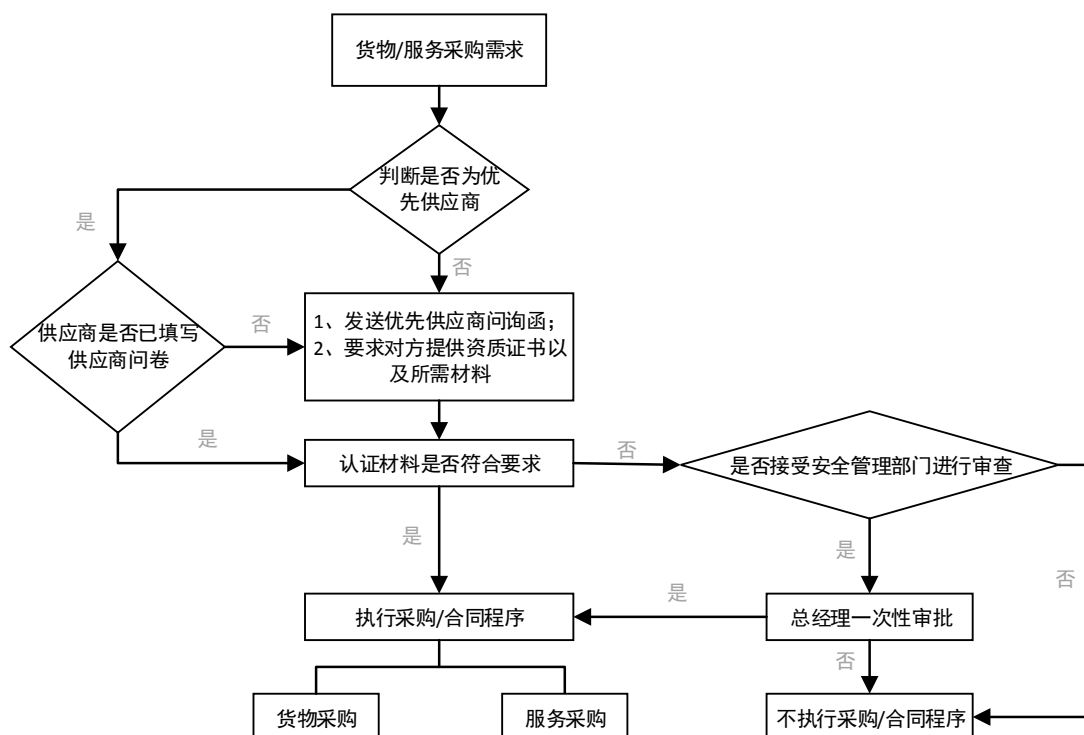 货物/服务采购需求
判断是否为优
先供应商
是
否
供应商是否已填写
供应商问卷
否
1、发送优先供应商问询函；
2、要求对方提供资质证书以
及所需材料
是
认证材料是否符合要求
否
是否接受安全管理部门进行审查
是
是
否
执行采购/合同程序
是
总经理一次性审批
否
货物采购
服务采购
不执行采购/合同程序